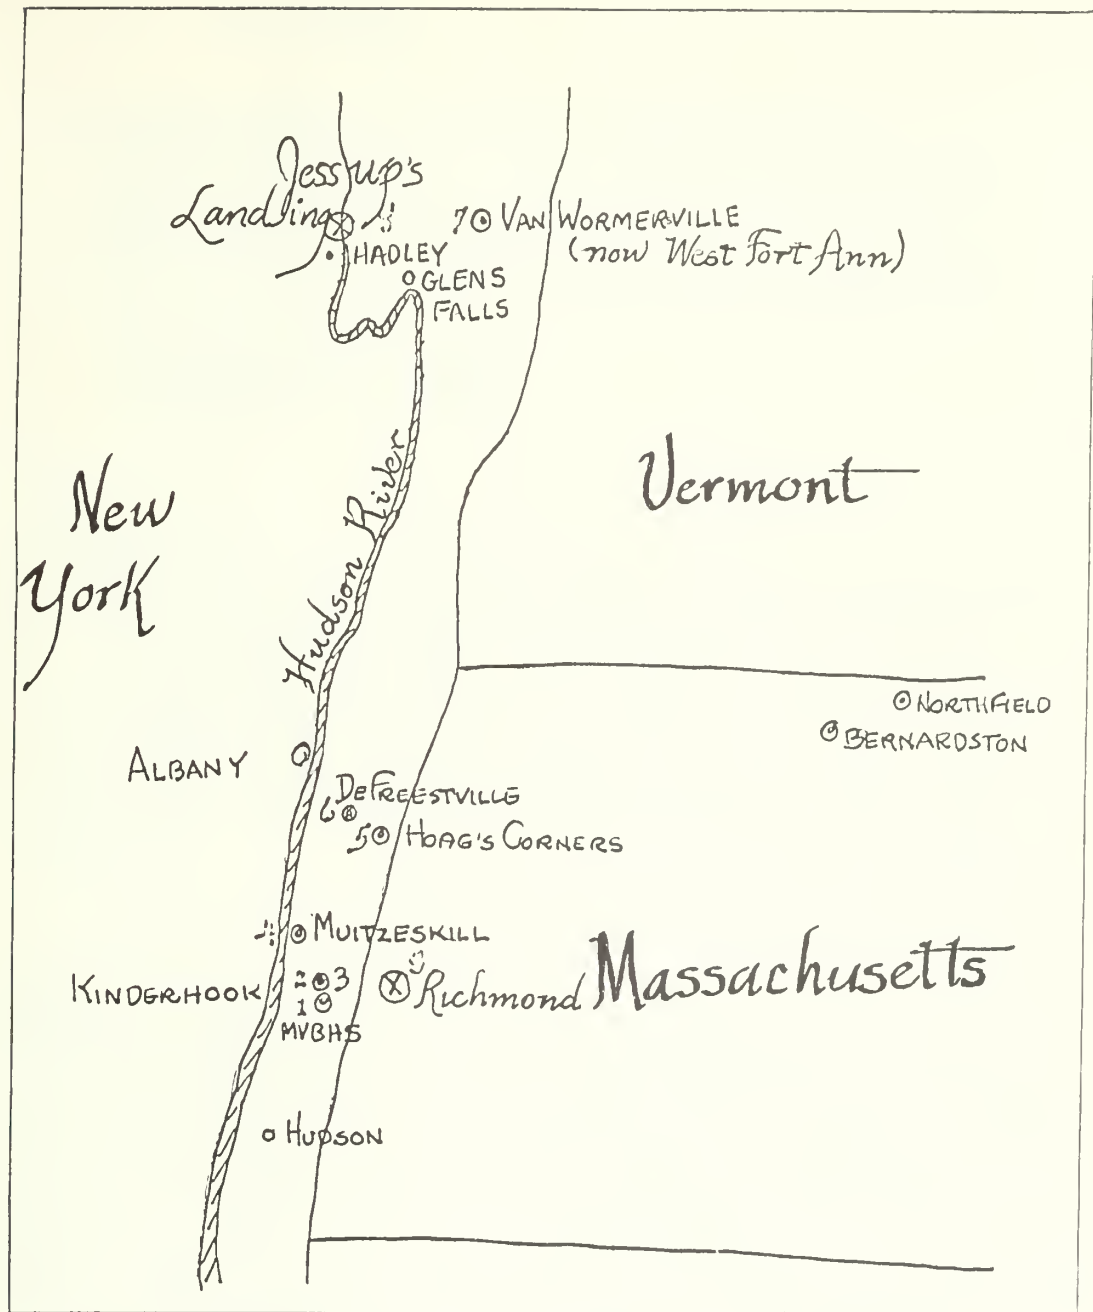 Jessup's
Landing
7 VAN WORMERVILLE
(now West Fort Ann)
HADLEY
GLENS
FALLS
Hudson River
New
York
Vermont
NORTHFIELD
BERNARDSTON
ALBANY
DEFREESTVILLE
6
5 HOAG'S CORNERS
4 MUITZESKILL
KINDERHOOK
2 3
1
MVBHS
Richmond
Massachusetts
HUDSON